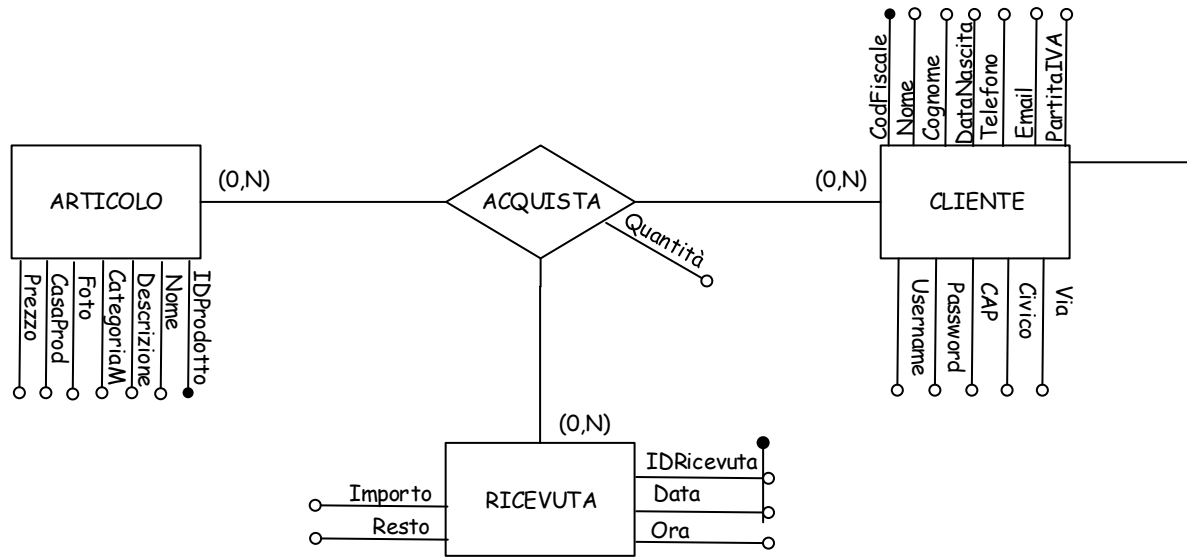 CodFiscale
Nome
Cognome
DataNascita
Telefono
Email
PartitaIVA
ARTICOLO
(0,N)
ACQUISTA
(0,N)
CLIENTE
Quantità
Prezzo
CasaProd
Foto
CategoriaM
Descrizione
Nome
IDProdotto
Username
Password
CAP
Civico
Via
(0,N)
Importo
Resto
RICEVUTA
IDRicevuta
Data
Ora